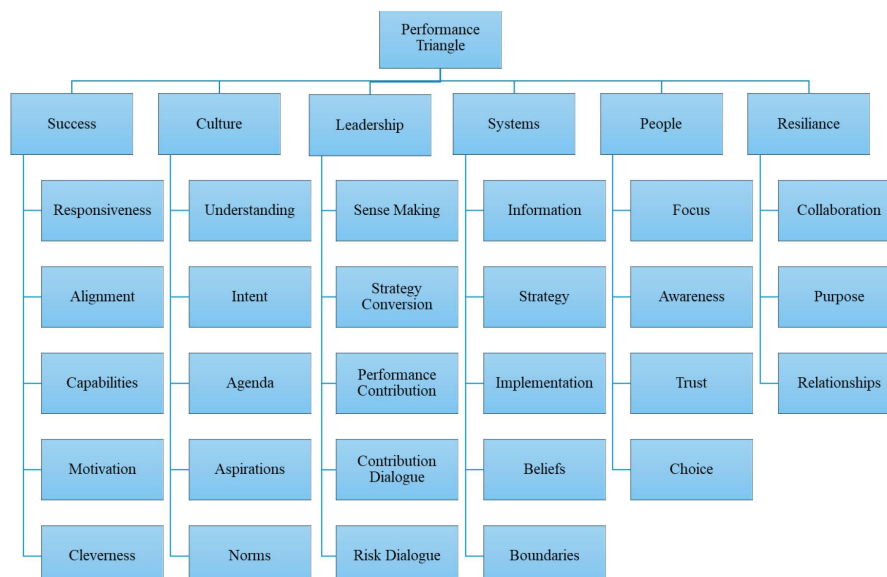 Performance
Triangle
Success
Culture
Leadership
Systems
People
Resiliance
Responsiveness
Understanding
Sense Making
Information
Focus
Collaboration
Alignment
Intent
Strategy
Conversion
Strategy
Awareness
Purpose
Capabilities
Agenda
Performance
Contribution
Implementation
Trust
Relationships
Motivation
Aspirations
Contribution
Dialogue
Beliefs
Choice
Cleverness
Norms
Risk Dialogue
Boundaries